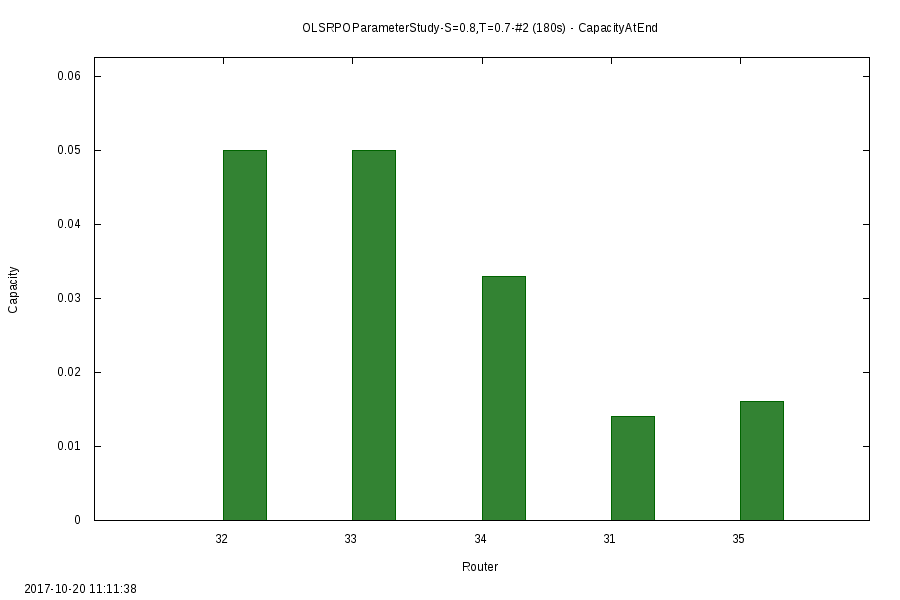 OLSRPOParameterStudy-S=0.8,T=0.7-#2 (180s) - CapacityAtEnd
0.06
0.05
0.04
0.03
0.02
0.01
0
Capacity
32 33 34 31 35
Router
2017-10-20 11:11:38